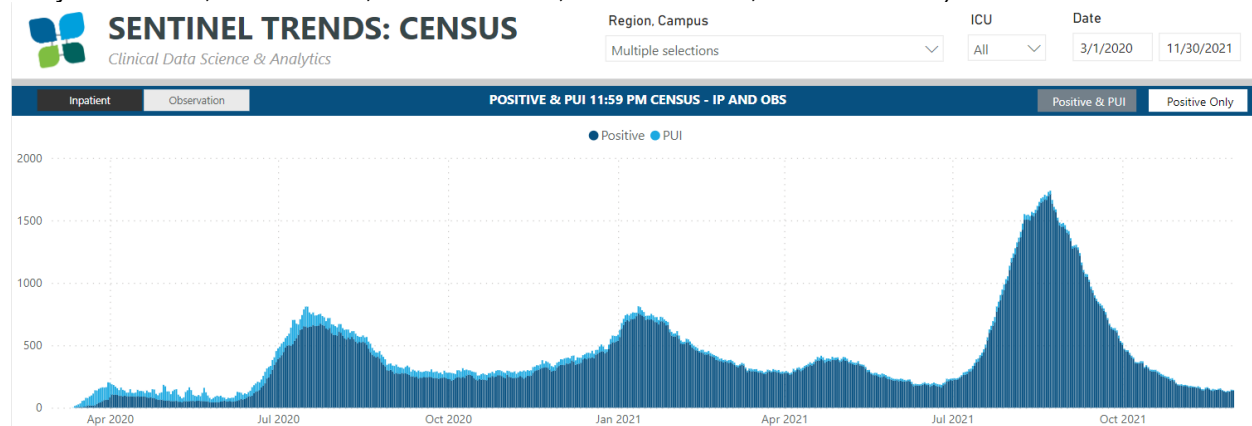 SENTINEL TRENDS: CENSUS
Clinical Data Science & Analytics
Region, Campus
Multiple selections
ICU
All
Date
3/1/2020 11/30/2021
Inpatient Observation POSITIVE & PUI 11:59 PM CENSUS - IP AND OBS Positive & PUI Positive Only
Positive PUI
2000
1500
1000
500
0
Apr 2020 Jul 2020 Oct 2020 Jan 2021 Apr 2021 Jul 2021 Oct 2021